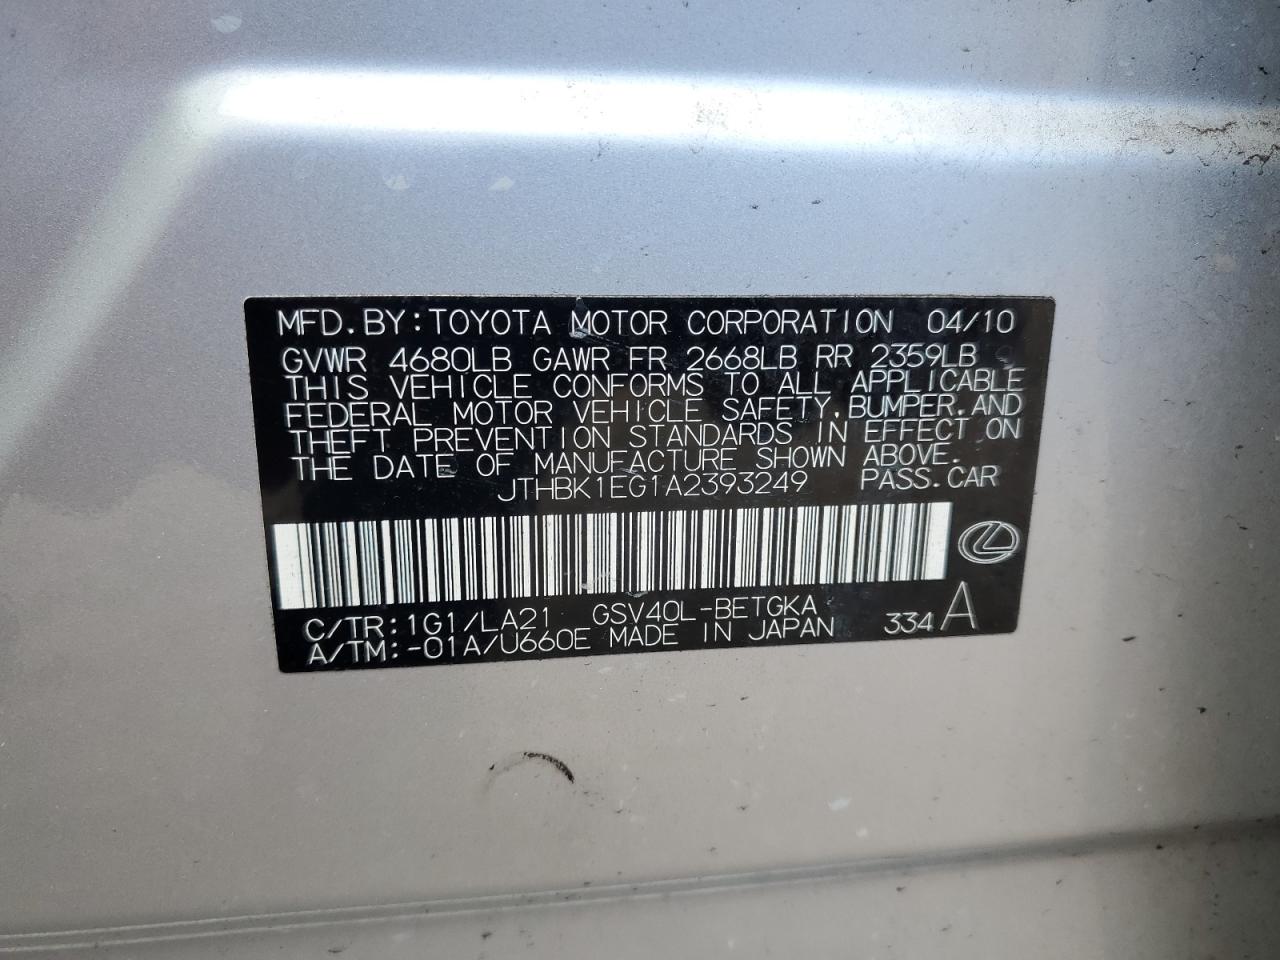 MFD.BY:TOYOTA MOTOR CORPORATION 04/10
GVWR 4680LB GAWR FR 2668LB RR 2359LB
THIS VEHICLE CONFORMS TO ALL APPLICABLE
FEDERAL MOTOR VEHICLE SAFETY,BUMPER,AND
THEFT PREVENTION STANDARDS IN EFFECT ON
THE DATE OF MANUFACTURE SHOWN ABOVE.
JTHBK1EG1A2393249 PASS.CAR
C/TR:1G1/LA21 GSV40L-BETGKA 334A
A/TM:-01A/U660E MADE IN JAPAN